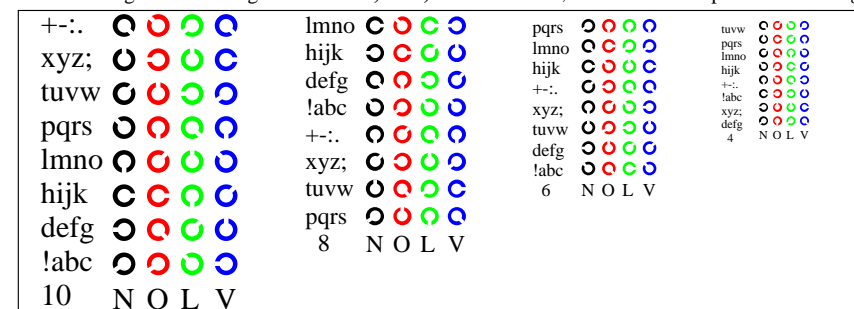 +-:.
xyz;
tuvw
pqrs
lmno
hijk
defg
!abc
10 N O L V
lmno
hijk
defg
!abc
+-:.
xyz;
tuvw
pqrs
8 N O L V
pqrs
lmno
hijk
+-:.
xyz;
tuvw
defg
!abc
6 N O L V
tuvw
pqrs
lmno
hijk
+-:.
!abc
xyz;
defg
4 N O L V